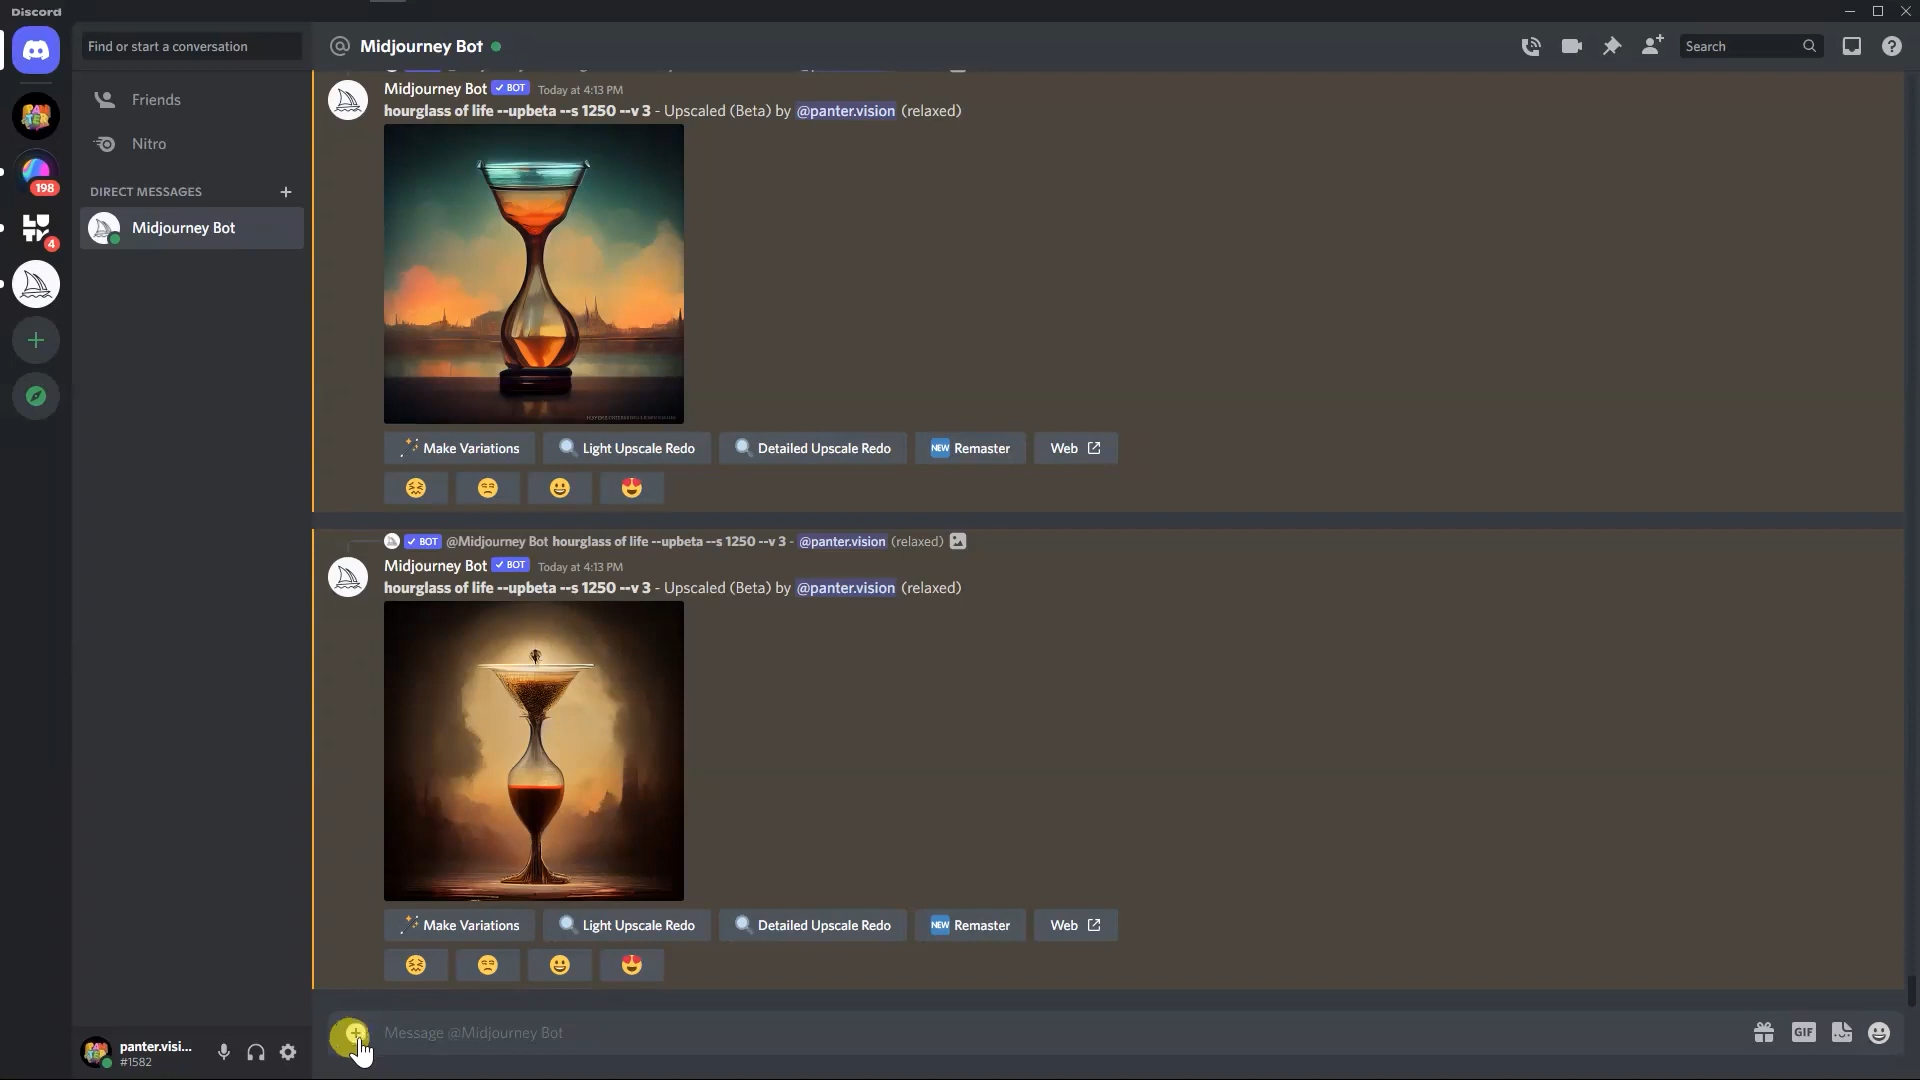 Discord
Find or start a conversation
Midjourney Bot
Search
198
4
Friends
Nitro
DIRECT MESSAGES
Midjourney Bot
Midjourney Bot BOT Today at 4:13 PM
hourglass of life --upbeta --s 1250 --v 3 - Upscaled (Beta) by @panter.vision (relaxed)
Make Variations Light Upscale Redo Detailed Upscale Redo NEW Remaster Web
BOT @Midjourney Bot hourglass of life --upbeta --s 1250 --v 3 - @panter.vision (relaxed)
Midjourney Bot BOT Today at 4:13 PM
hourglass of life --upbeta --s 1250 --v 3 - Upscaled (Beta) by @panter.vision (relaxed)
Make Variations Light Upscale Redo Detailed Upscale Redo NEW Remaster Web
Message @Midjourney Bot
GIF
panter.visi...
#1582